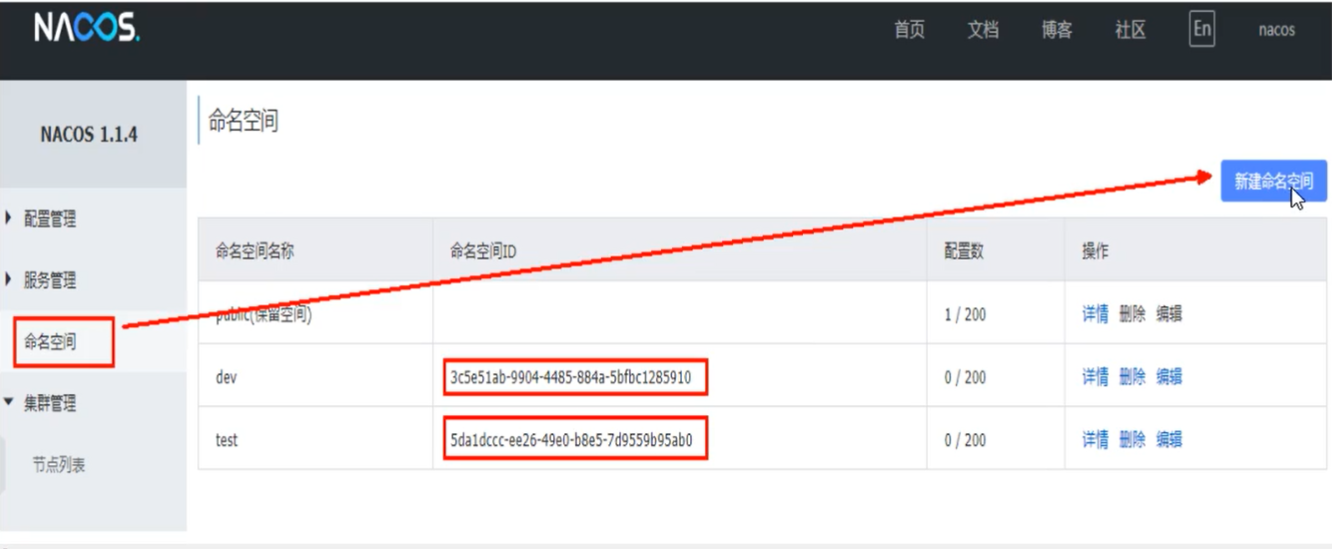 NACOS.
首页 文档 博客 社区 En nacos
NACOS 1.1.4
配置管理
服务管理
命名空间
集群管理
节点列表
命名空间
新建命名空间
命名空间名称 命名空间ID 配置数 操作
public(保留空间) 1 / 200 详情 删除 编辑
dev 3c5e51ab-9904-4485-884a-5bfbc1285910 0 / 200 详情 删除 编辑
test 5da1dccc-ee26-49e0-b8e5-7d9559b95ab0 0 / 200 详情 删除 编辑